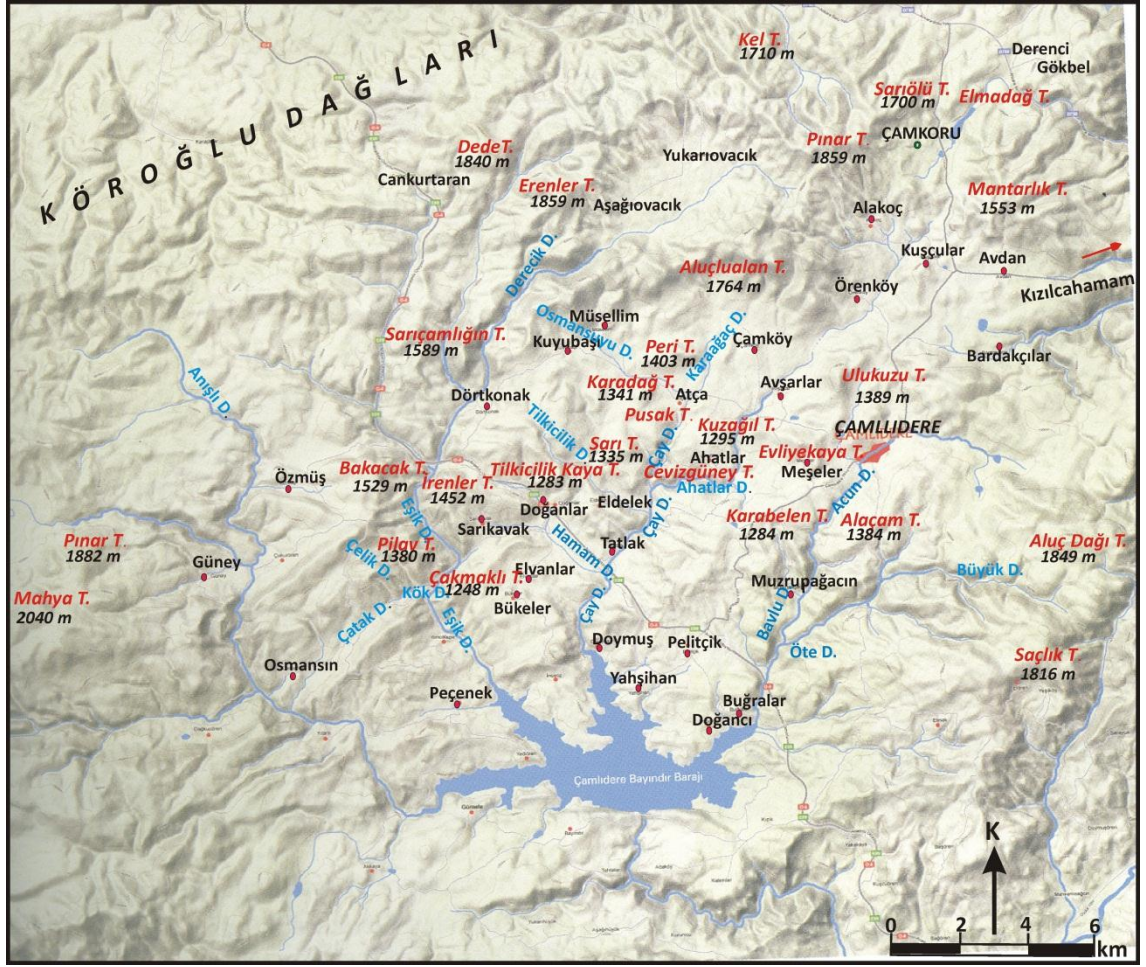 KÖROĞLU DAĞLARI
Kel T.
1710 m
Derenci
Gökbel
Sarıölü T.
1700 m
Elmadağ T.
ÇAMKORU
Pınar T.
1859 m
Dede T.
1840 m
Cankurtaran
Yukarıovacık
Erenler T.
1859 m
Aşağıovacık
Mantarlık T.
1553 m
Alakoç
Kuşçular
Avdan
Kızılcahamam
Derecik D.
Aluçlualan T.
1764 m
Örenköy
Osmansuvu D.
Müsellim
Kuyubaşı
Sarıçamlığın T.
1589 m
Peri T.
1403 m
Karaağaç D.
Çamköy
Bardakçılar
Anışlı D.
Karadağ T.
1341 m
Atça
Avşarlar
Ulukuzu T.
1389 m
Dörtkonak
Pusak T.
Tilkicilik D.
Kuzağıl T.
1295 m
ÇAMLLIDERE
ÇAMLIDERE
Sarı T.
1335 m
Çay D.
Ahatlar
Evliyekaya T.
Meşeler
Özmüş
Bakacak T.
1529 m
İrenler T.
1452 m
Tilkicilik Kaya T.
1283 m
Cevizgüney T.
Ahatlar D.
Acun D.
Eşik D.
Sarıkavak
Doğanlar
Eldelek
Çay D.
Karabelen T.
1284 m
Alaçam T.
1384 m
Pınar T.
1882 m
Güney
Çelik D.
Pilav T.
1380 m
Hamam D.
Tatlak
Aluç Dağı T.
1849 m
Mahya T.
2040 m
Kök D.
Çakmaklı T.
1248 m
Elvanlar
Bükeler
Muzrupağacın
Büyük D.
Çatak D.
Eşik D.
Çay D.
Bavlu D.
Doymuş
Pelitçik
Öte D.
Osmansın
Yahşihan
Saçlık T.
1816 m
Peçenek
Buğralar
Doğancı
Çamlıdere Bayındır Barajı
K
0 2 4 6
km